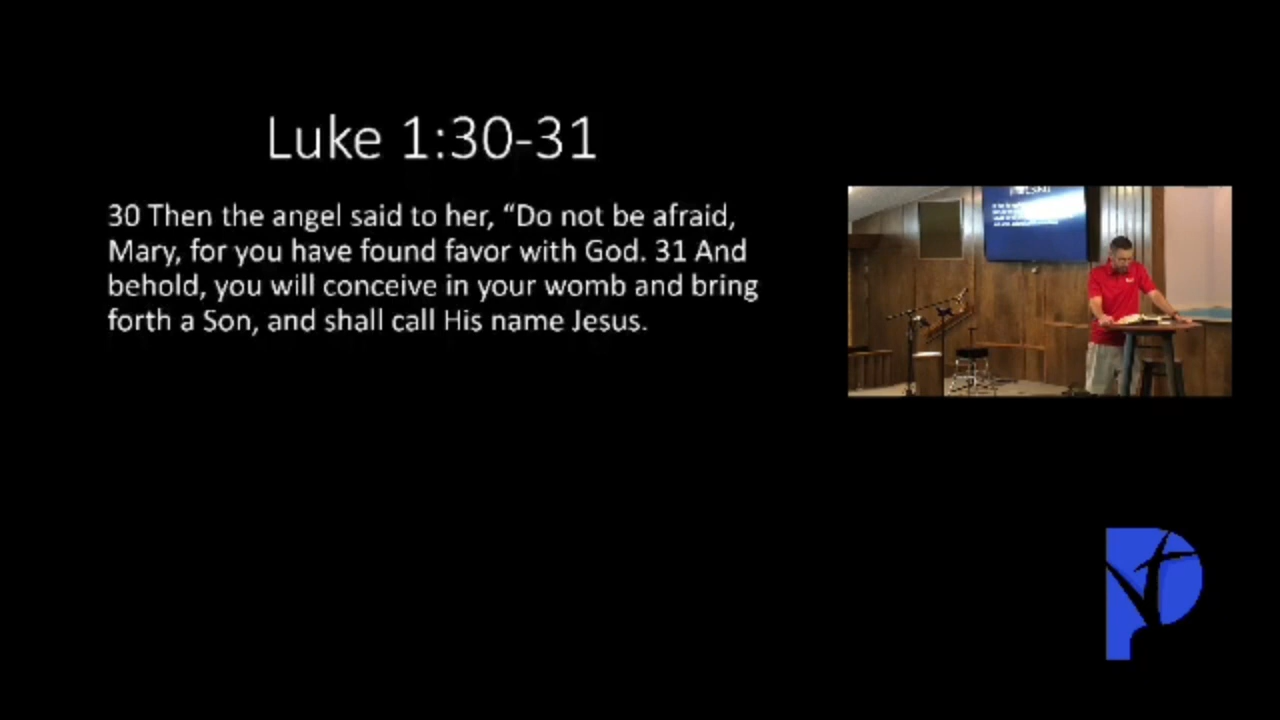 Luke 1:30-31
30 Then the angel said to her, “Do not be afraid,
Mary, for you have found favor with God. 31 And
behold, you will conceive in your womb and bring
forth a Son, and shall call His name Jesus.